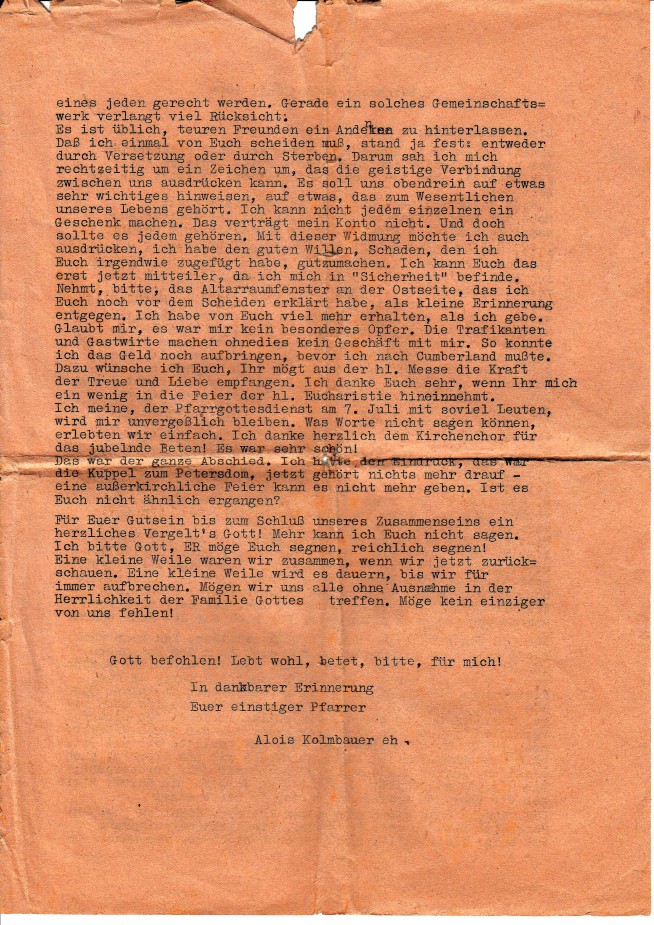 eines jeden gerecht werden. Gerade ein solches Gemeinschafts=
werk verlangt viel Rücksicht.
Es ist üblich, teuren Freunden ein Andenken zu hinterlassen.
Daß ich einmal von Euch scheiden muß, stand ja fest: entweder
durch Versetzung oder durch Sterben. Darum sah ich mich
rechtzeitig um ein Zeichen um, das die geistige Verbindung
zwischen uns ausdrücken kann. Es soll uns obendrein auf etwas
sehr wichtiges hinweisen, auf etwas, das zum Wesentlichen
unseres Lebens gehört. Ich kann nicht jedem einzelnen ein
Geschenk machen. Das verträgt mein Konto nicht. Und doch
sollte es jedem gehören. Mit dieser Widmung möchte ich auch
ausdrücken, ich habe den guten Willen, Schaden, den ich
Euch irgendwie zugefügt habe, gutzumachen. Ich kann Euch das
erst jetzt mitteiler, da ich mich in "Sicherheit" befinde.
Nehmt, bitte, das Altarraumfenster an der Ostseite, das ich
Euch noch vor dem Scheiden erklärt habe, als kleine Erinnerung
entgegen. Ich habe von Euch viel mehr erhalten, als ich gebe.
Glaubt mir, es war mir kein besonderes Opfer. Die Trafikanten
und Gastwirte machen ohnedies kein Geschäft mit mir. So konnte
ich das Geld noch aufbringen, bevor ich nach Cumberland mußte.
Dazu wünsche ich Euch, Ihr mögt aus der hl. Messe die Kraft
der Treue und Liebe empfangen. Ich danke Euch sehr, wenn Ihr mich
ein wenig in die Feier der hl. Eucharistie hineinnehmt.
Ich meine, der Pfarrgottesdienst am 7. Juli mit soviel Leuten,
wird mir unvergeßlich bleiben. Was Worte nicht sagen können,
erlebten wir einfach. Ich danke herzlich dem Kirchenchor für
das jubelnde Beten! Es war sehr schön!
Das war der ganze Abschied. Ich hatte den Eindruck, das war
die Kuppel zum Petersdom, jetzt gehört nichts mehr drauf -
eine außerkirchliche Feier kann es nicht mehr geben. Ist es
Euch nicht ähnlich ergangen?
Für Euer Gutsein bis zum Schluß unseres Zusammenseins ein
herzliches Vergelt's Gott! Mehr kann ich Euch nicht sagen.
Ich bitte Gott, ER möge Euch segnen, reichlich segnen!
Eine kleine Weile waren wir zusammen, wenn wir jetzt zurück=
schauen. Eine kleine Weile wird es dauern, bis wir für
immer aufbrechen. Mögen wir uns alle ohne Ausnahme in der
Herrlichkeit der Familie Gottes treffen. Möge kein einziger
von uns fehlen!
Gott befohlen! Lebt wohl, betet, bitte, für mich!
In dankbarer Erinnerung
Euer einstiger Pfarrer
Alois Kolmbauer eh.